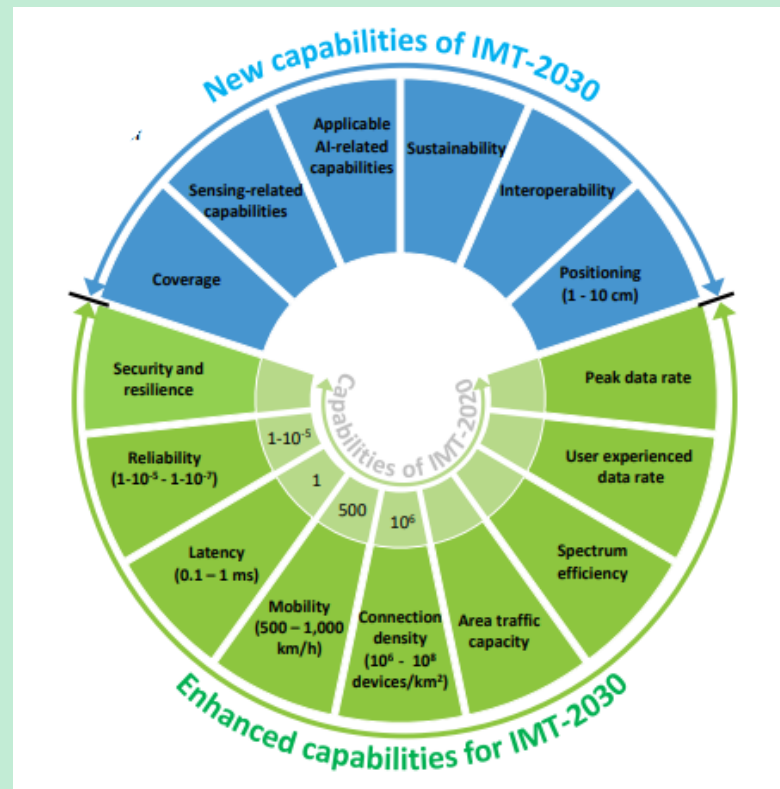 New capabilities of IMT-2030
Applicable
AI-related
capabilities
Sustainability
Sensing-related
capabilities
Interoperability
Coverage
Positioning
(1 - 10 cm)
Security and
resilience
Peak data rate
Capabilities of IMT-2020
Reliability
(1-10⁻⁵ - 1-10⁻⁷)
1-10⁻⁵
User experienced
data rate
Latency
(0.1 – 1 ms)
1
Spectrum
efficiency
Mobility
(500 – 1,000
km/h)
500
Connection
density
(10⁶ - 10⁸
devices/km²)
10⁶
Area traffic
capacity
Enhanced capabilities for IMT-2030